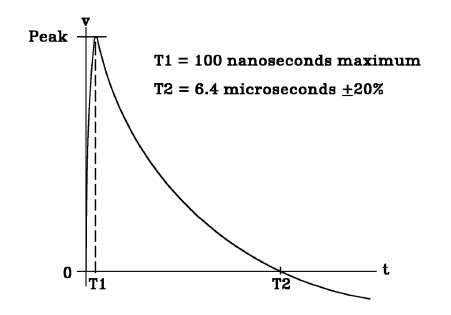 v
Peak
T1 = 100 nanoseconds maximum
T2 = 6.4 microseconds ±20%
0
t
T1
T2